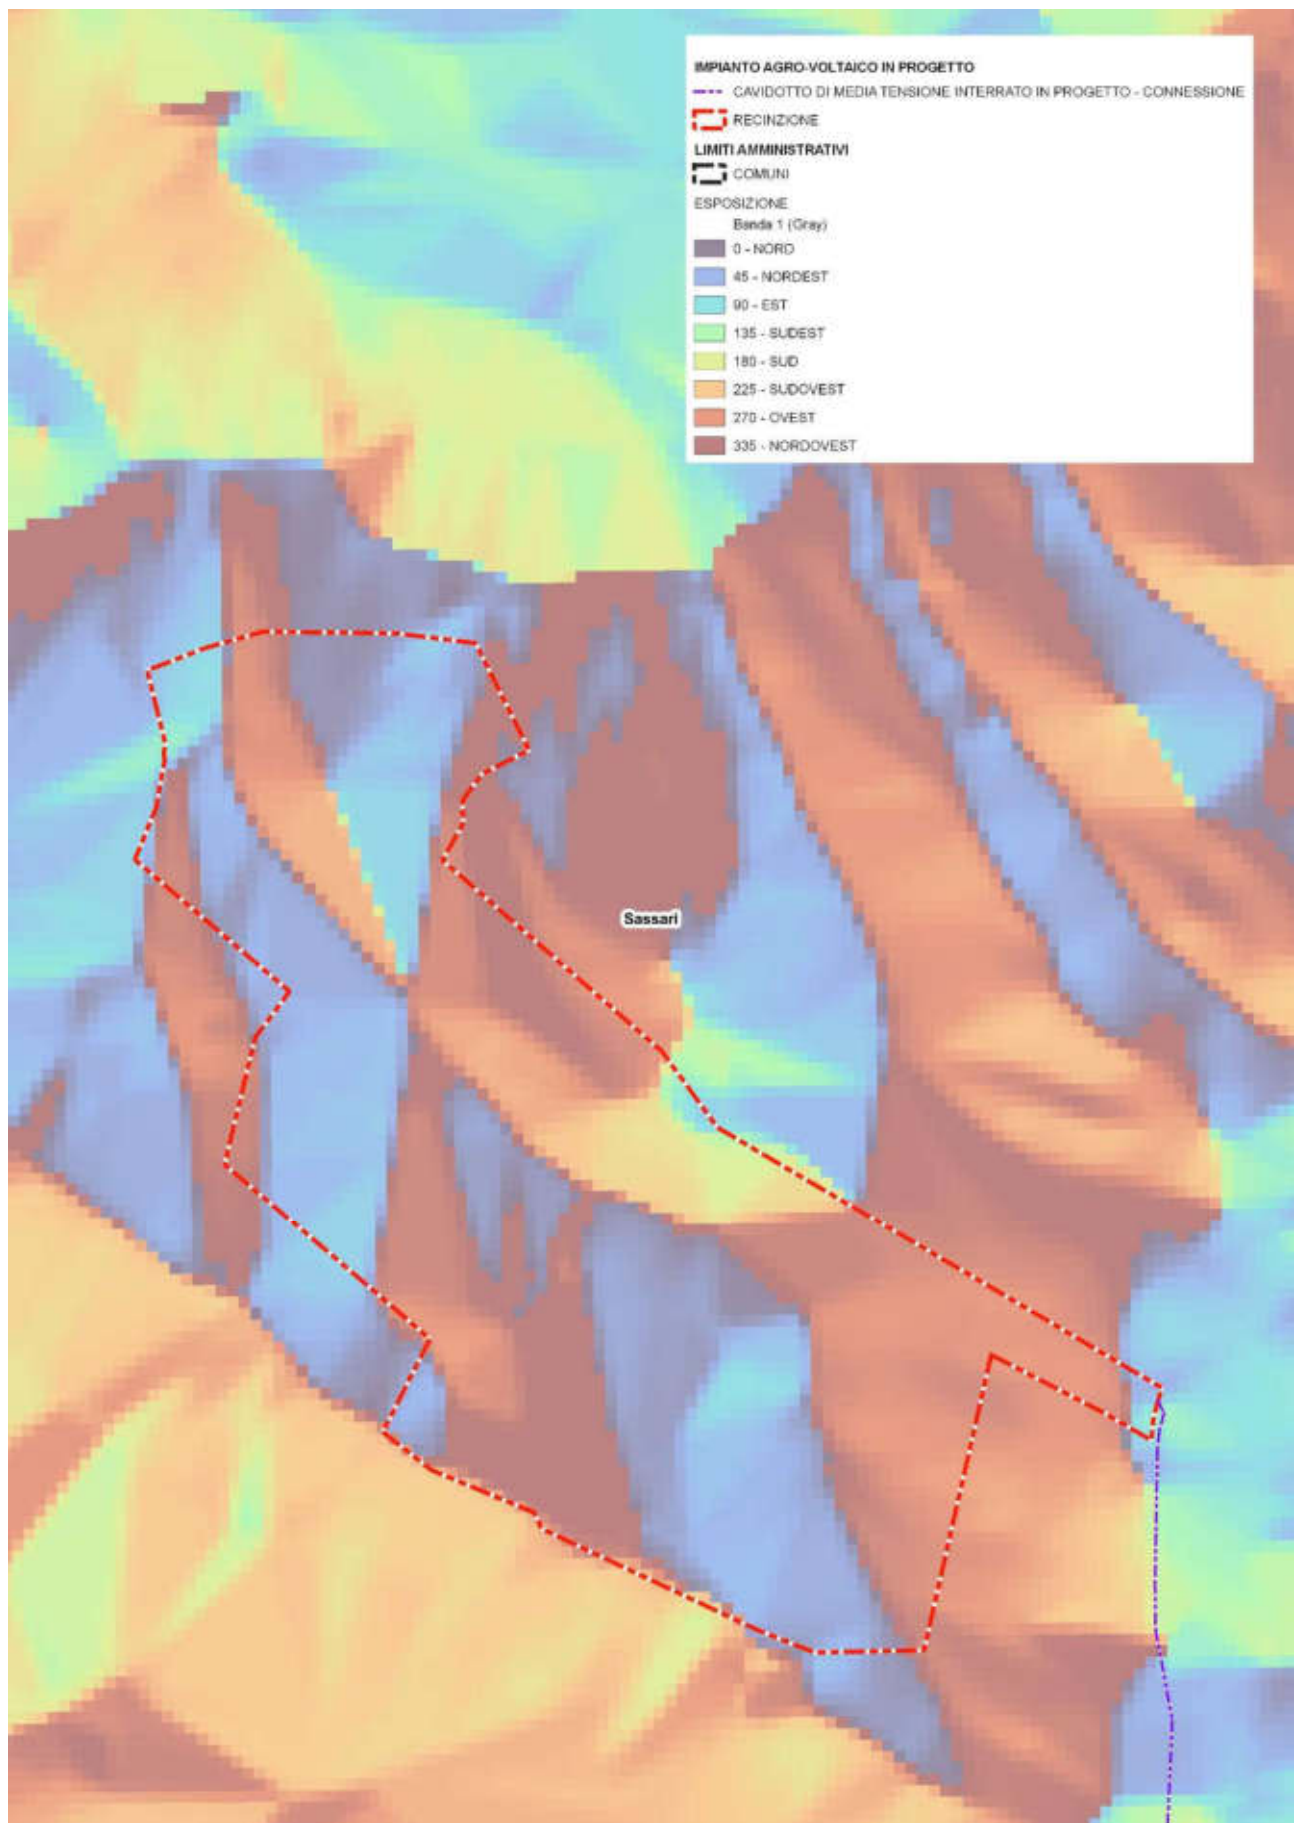 IMPIANTO AGRO-VOLTAICO IN PROGETTO
CAVIDOTTO DI MEDIA TENSIONE INTERRATO IN PROGETTO - CONNESSIONE
RECINZIONE
LIMITI AMMINISTRATIVI
COMUNI
ESPOSIZIONE
Banda 1 (Gray)
0 - NORD
45 - NORDEST
90 - EST
135 - SUDEST
180 - SUD
225 - SUDOVEST
270 - OVEST
335 - NORDOVEST
Sassari